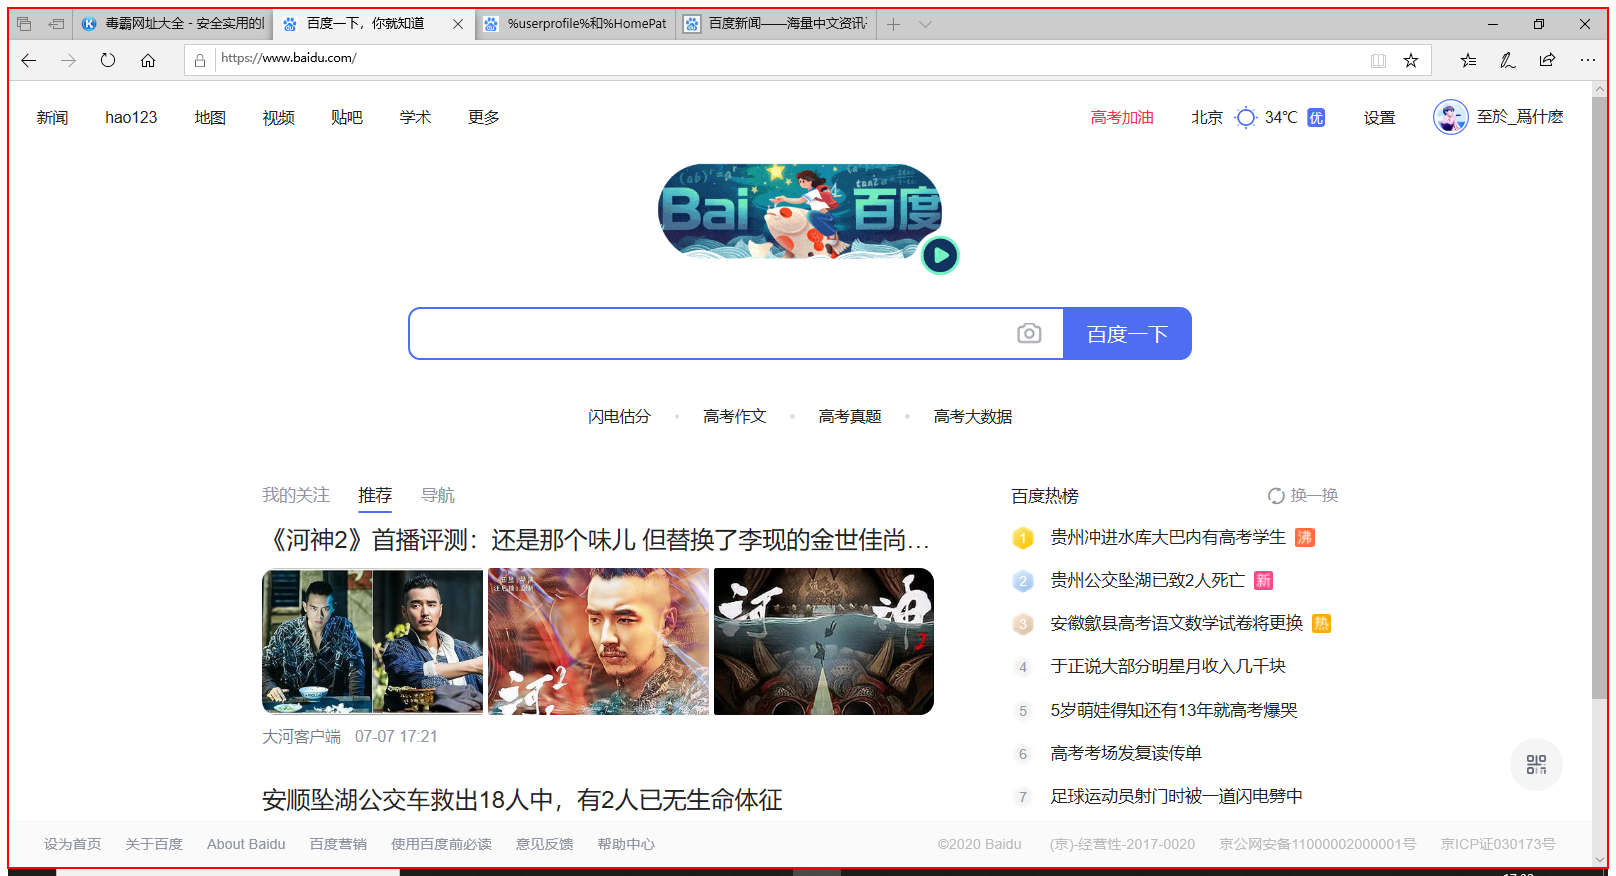 毒霸网址大全 - 安全实用的
百度一下，你就知道
%userprofile%和%HomePat
百度新闻——海量中文资讯
https://www.baidu.com/
新闻 hao123 地图 视频 贴吧 学术 更多
高考加油 北京 34℃ 优 设置 至於_爲什麽
(ab)
tan2
Bai 百度
百度一下
闪电估分 高考作文 高考真题 高考大数据
我的关注 推荐 导航
《河神2》首播评测：还是那个味儿 但替换了李现的金世佳尚…
河 2
河神
大河客户端 07-07 17:21
安顺坠湖公交车救出18人中，有2人已无生命体征
百度热榜 换一换
1 贵州冲进水库大巴内有高考学生 沸
2 贵州公交坠湖已致2人死亡 新
3 安徽歙县高考语文数学试卷将更换 热
4 于正说大部分明星月收入几千块
5 5岁萌娃得知还有13年就高考爆哭
6 高考考场发复读传单
7 足球运动员射门时被一道闪电劈中
设为首页 关于百度 About Baidu 百度营销 使用百度前必读 意见反馈 帮助中心
©2020 Baidu (京)-经营性-2017-0020 京公网安备11000002000001号 京ICP证030173号